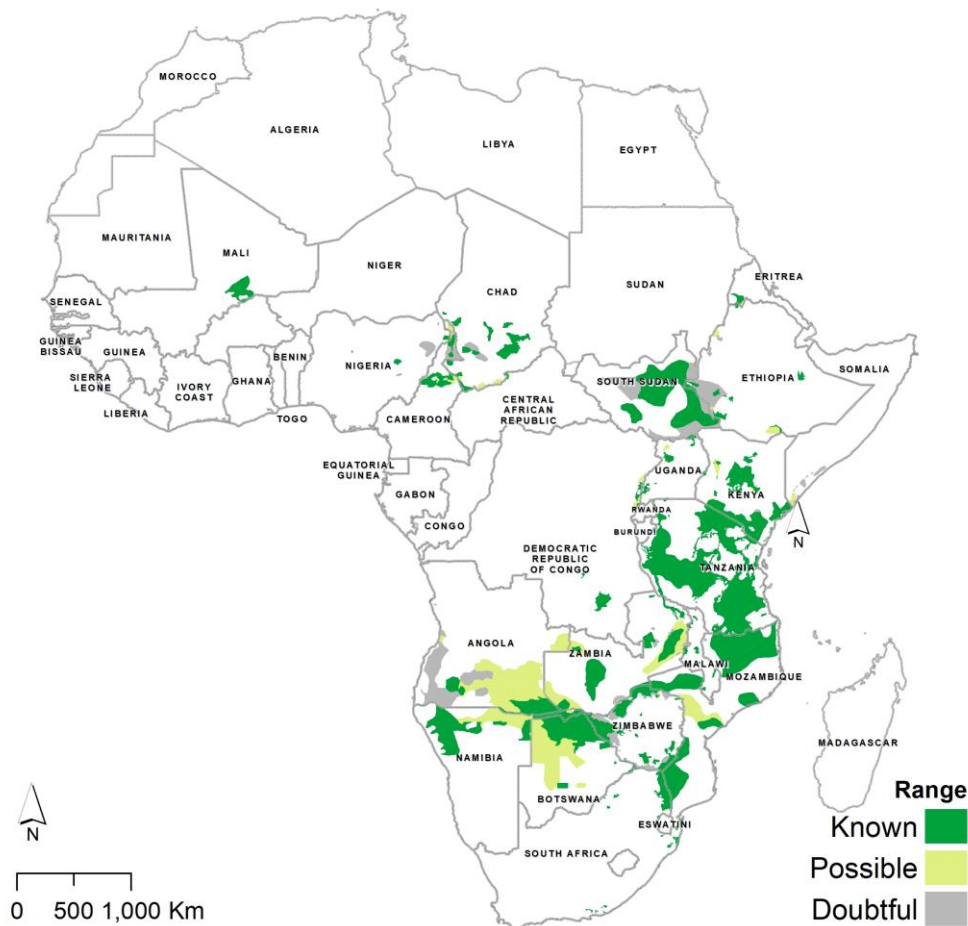 MOROCCO
ALGERIA
LIBYA
EGYPT
MAURITANIA
MALI
NIGER
CHAD
SUDAN
ERITREA
SENEGAL
GUINEA
BISSAU
GUINEA
SIERRA
LEONE
LIBERIA
IVORY
COAST
GHANA
BENIN
TOGO
NIGERIA
CAMEROON
CENTRAL
AFRICAN
REPUBLIC
SOUTH SUDAN
ETHIOPIA
SOMALIA
EQUATORIAL
GUINEA
GABON
CONGO
UGANDA
KENYA
RWANDA
BURUNDI
N
DEMOCRATIC
REPUBLIC
OF CONGO
TANZANIA
ANGOLA
ZAMBIA
MALAWI
MOZAMBIQUE
ZIMBABWE
NAMIBIA
BOTSWANA
MADAGASCAR
ESWATINI
SOUTH AFRICA
N
0 500 1,000 Km
Range
Known
Possible
Doubtful